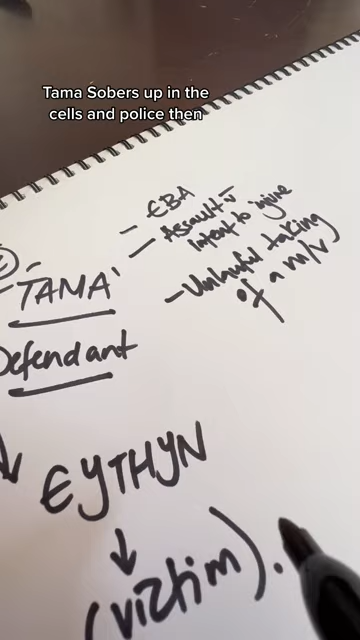 Tama Sobers up in the
cells and police then
- EBA
- Assault w
Intent to injure
- Unlawful taking
of a m/v
"TAMA'
Defendant
EYTHYN
(victim).